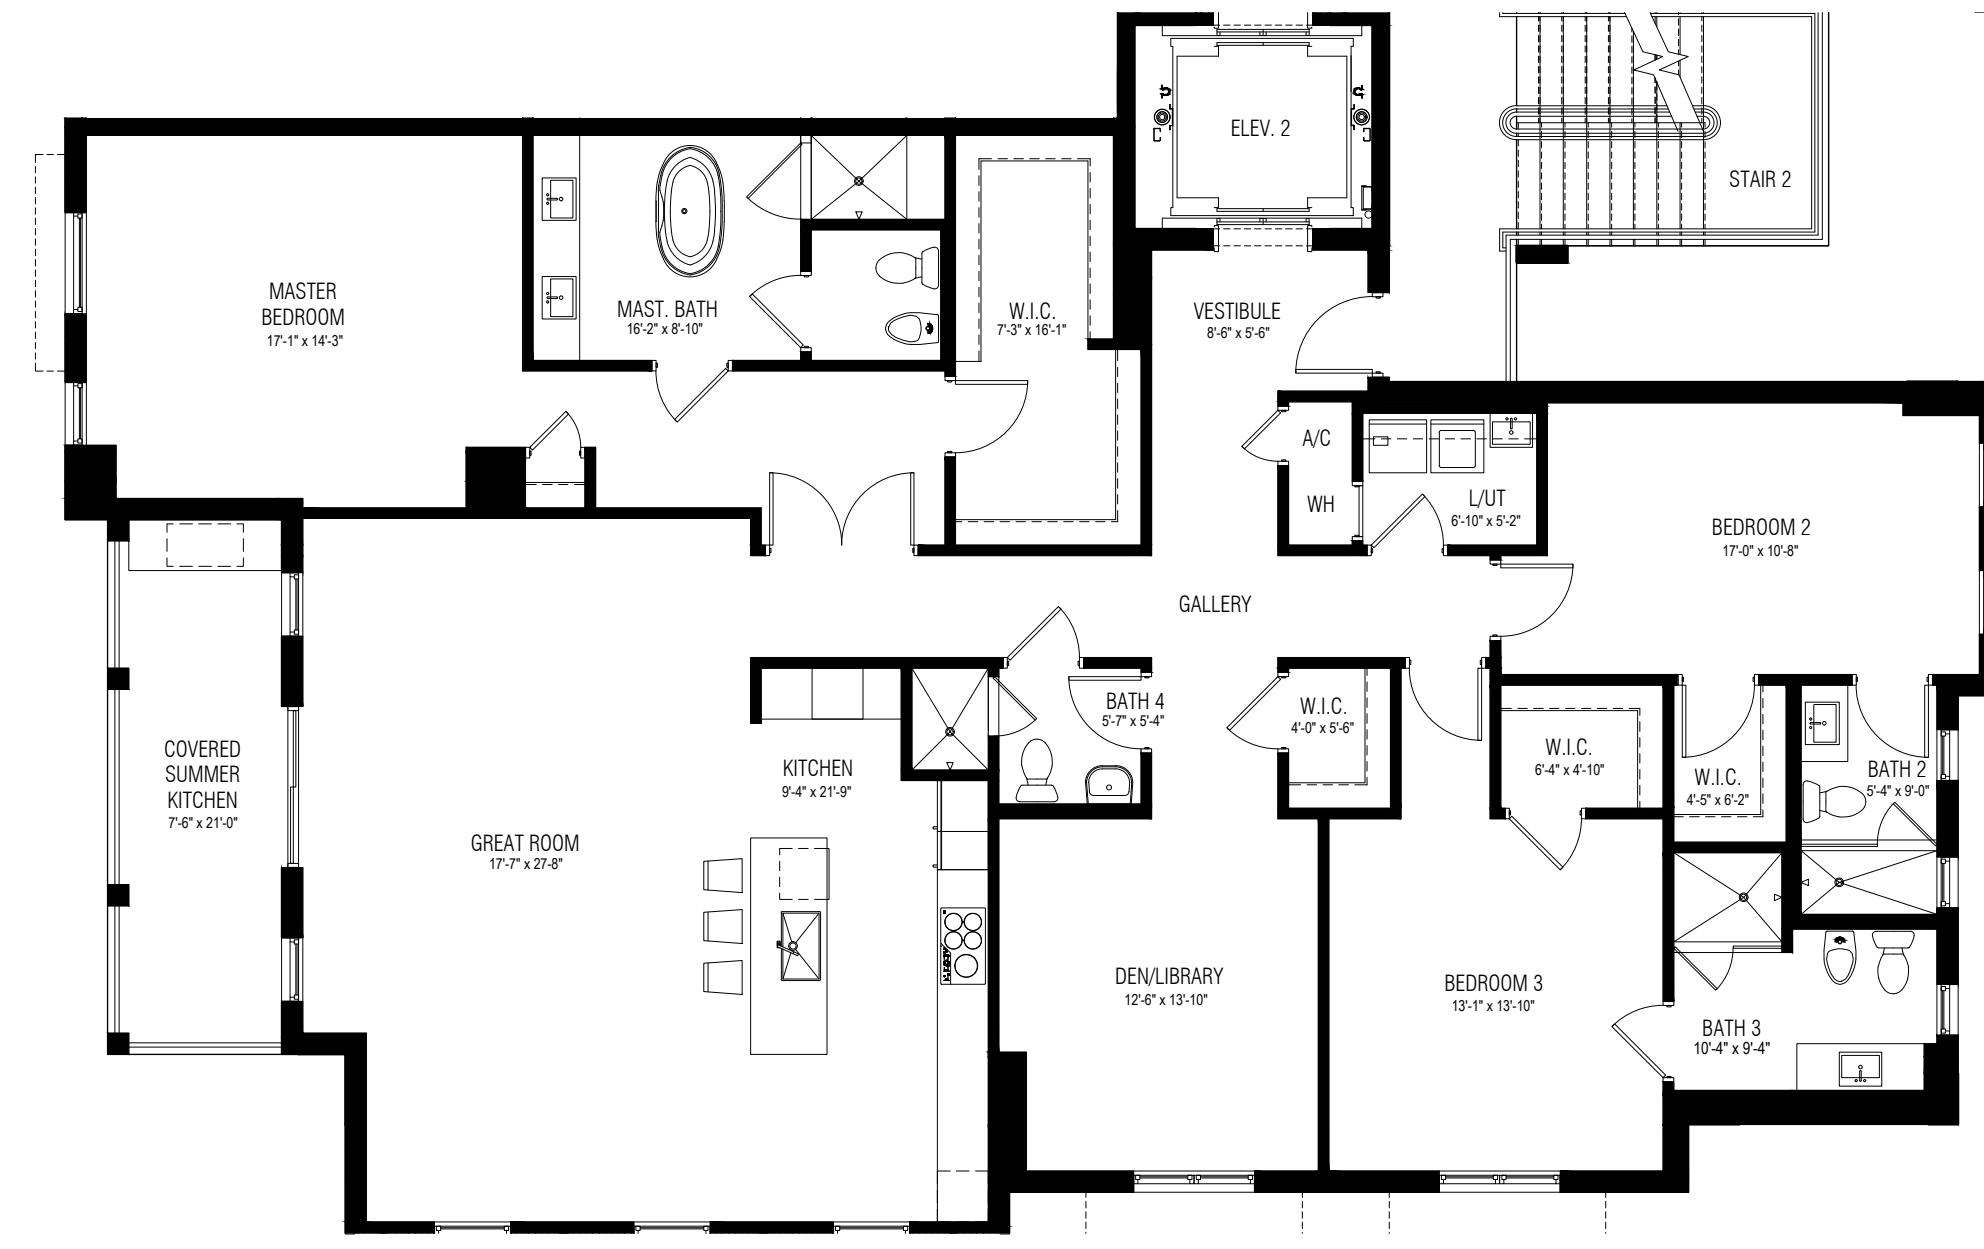 ELEV. 2
STAIR 2
MASTER
BEDROOM
17'-1" x 14'-3"
MAST. BATH
16'-2" x 8'-10"
W.I.C.
7'-3" x 16'-1"
VESTIBULE
8'-6" x 5'-6"
A/C
WH
L/UT
6'-10" x 5'-2"
BEDROOM 2
17'-0" x 10'-8"
GALLERY
BATH 4
5'-7" x 5'-4"
W.I.C.
4'-0" x 5'-6"
W.I.C.
6'-4" x 4'-10"
W.I.C.
4'-5" x 6'-2"
BATH 2
5'-4" x 9'-0"
COVERED
SUMMER
KITCHEN
7'-6" x 21'-0"
KITCHEN
9'-4" x 21'-9"
GREAT ROOM
17'-7" x 27-8"
DEN/LIBRARY
12'-6" x 13'-10"
BEDROOM 3
13'-1" x 13'-10"
BATH 3
10'-4" x 9'-4"